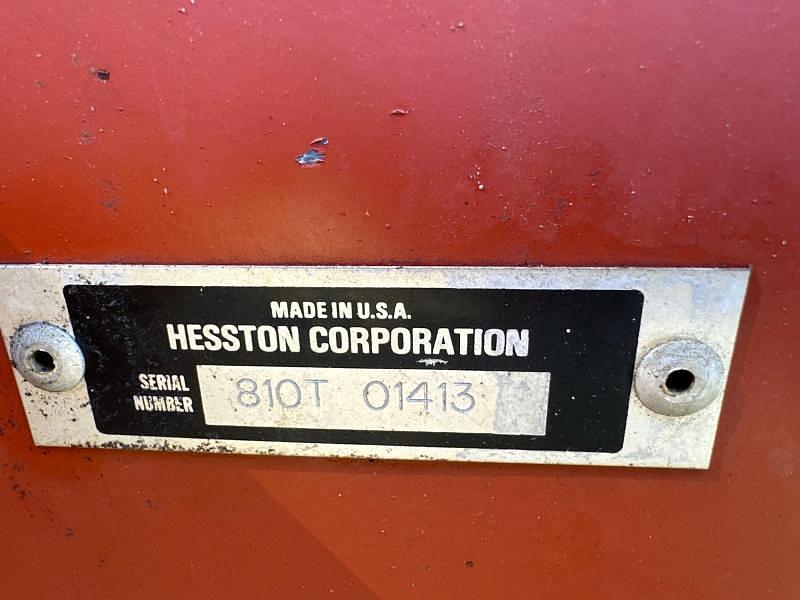 MADE IN U.S.A.
HESSTON CORPORATION
SERIAL
NUMBER
810T 01413